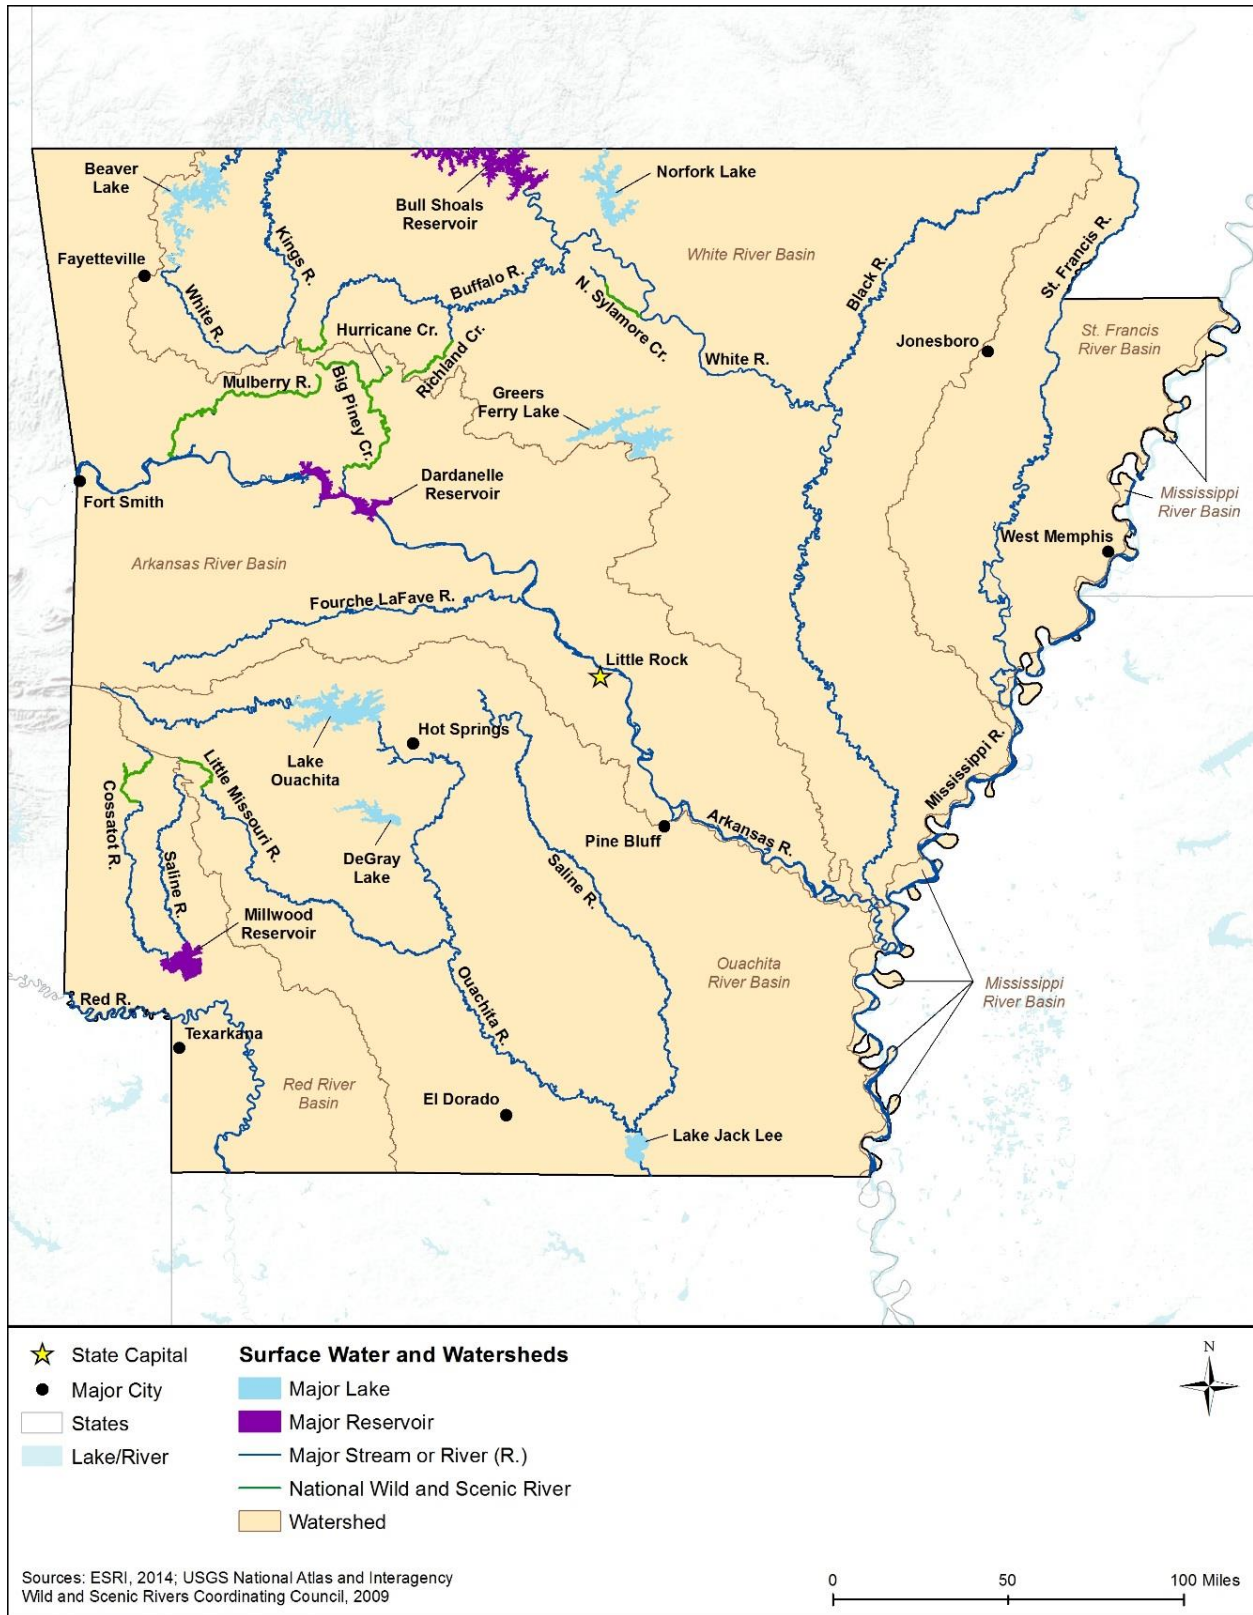 Beaver
Lake
Bull Shoals
Reservoir
Norfork Lake
Fayetteville
Kings R.
White R.
Buffalo R.
N. Sylamore Cr.
White River Basin
Black R.
St. Francis R.
St. Francis
River Basin
Hurricane Cr.
Richland Cr.
White R.
Jonesboro
Mulberry R.
Big Piney Cr.
Greers
Ferry Lake
Fort Smith
Dardanelle
Reservoir
Mississippi
River Basin
West Memphis
Arkansas River Basin
Fourche LaFave R.
Little Rock
Hot Springs
Lake
Ouachita
Little Missouri R.
Cossatot R.
Saline R.
DeGray
Lake
Pine Bluff
Arkansas R.
Mississippi R.
Saline R.
Millwood
Reservoir
Ouachita R.
Ouachita
River Basin
Mississippi
River Basin
Red R.
Texarkana
Red River
Basin
El Dorado
Lake Jack Lee
State Capital
Major City
States
Lake/River
Surface Water and Watersheds
Major Lake
Major Reservoir
Major Stream or River (R.)
National Wild and Scenic River
Watershed
N
Sources: ESRI, 2014; USGS National Atlas and Interagency
Wild and Scenic Rivers Coordinating Council, 2009
0 50 100 Miles